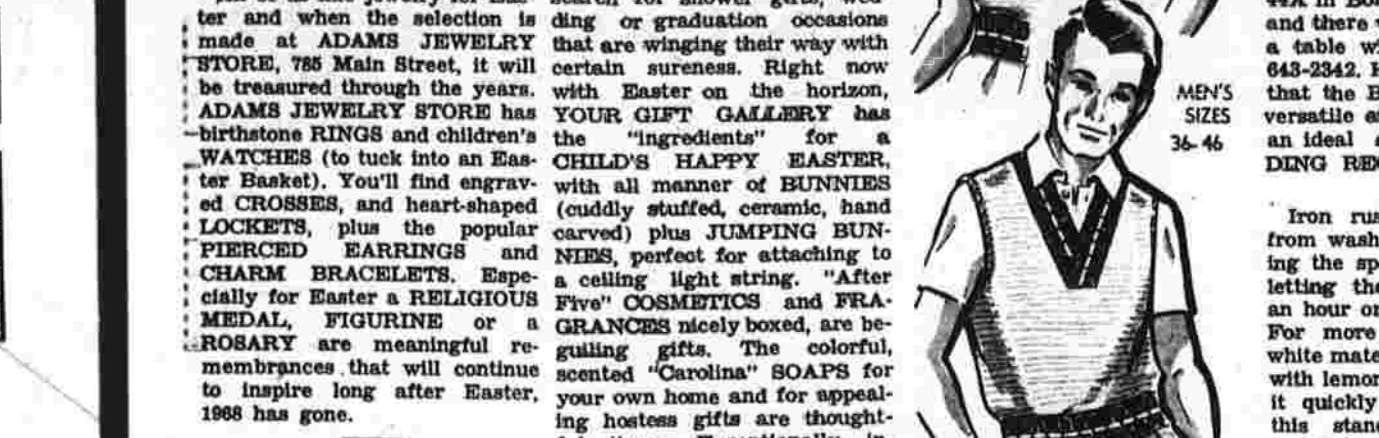 ter and when the selection is
made at ADAMS JEWELRY
STORE, 785 Main Street, it will
be treasured through the years.
ADAMS JEWELRY STORE has
birthstone RINGS and children's
WATCHES (to tuck into an Eas-
ter Basket). You'll find engrav-
ed CROSSES, and heart-shaped
LOCKETS, plus the popular
PIERCED EARRINGS and
CHARM BRACELETS. Espe-
cially for Easter a RELIGIOUS
MEDAL, FIGURINE or a
ROSARY are meaningful re-
membrances that will continue
to inspire long after Easter,
1968 has gone.
ding or graduation occasions
that are winging their way with
certain sureness. Right now
with Easter on the horizon,
YOUR GIFT GALLERY has
the "ingredients" for a
CHILD'S HAPPY EASTER,
with all manner of BUNNIES
(cuddly stuffed, ceramic, hand
carved) plus JUMPING BUN-
NIES, perfect for attaching to
a ceiling light string. "After
Five" COSMETICS and FRA-
GRANCES nicely boxed, are be-
guiling gifts. The colorful,
scented "Carolina" SOAPS for
your own home and for appeal-
ing hostess gifts are thought-
MEN'S
SIZES
36-46
and there
a table
643-2342.
that the
versatile
an ideal
DING
Iron
from
ing the
letting
an hour or
For more
white
with
it quickly
this